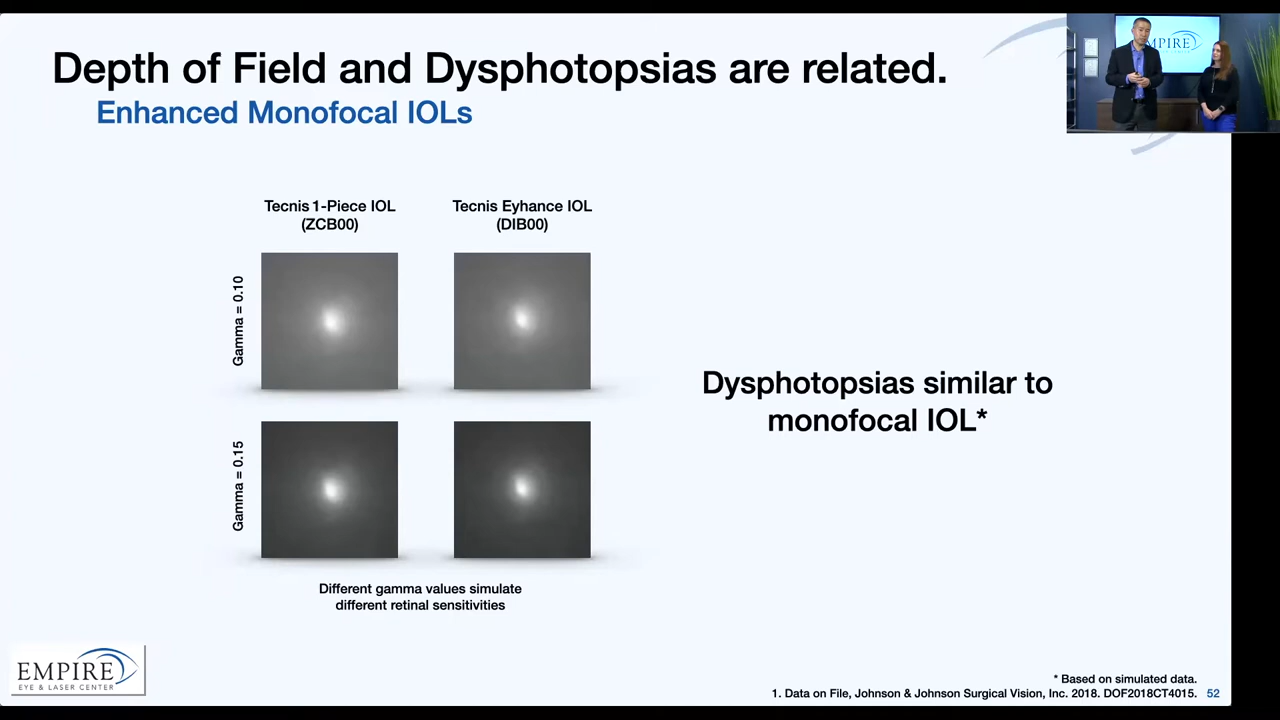 Depth of Field and Dysphotopsias are related.
Enhanced Monofocal IOLs
EMPIRE
Tecnis 1-Piece IOL
(ZCB00)
Tecnis Eyhance IOL
(DIB00)
Gamma = 0.10
Gamma = 0.15
Dysphotopsias similar to
monofocal IOL*
Different gamma values simulate
different retinal sensitivities
EMPIRE
EYE & LASER CENTER
* Based on simulated data.
1. Data on File, Johnson & Johnson Surgical Vision, Inc. 2018. DOF2018CT4015. 52